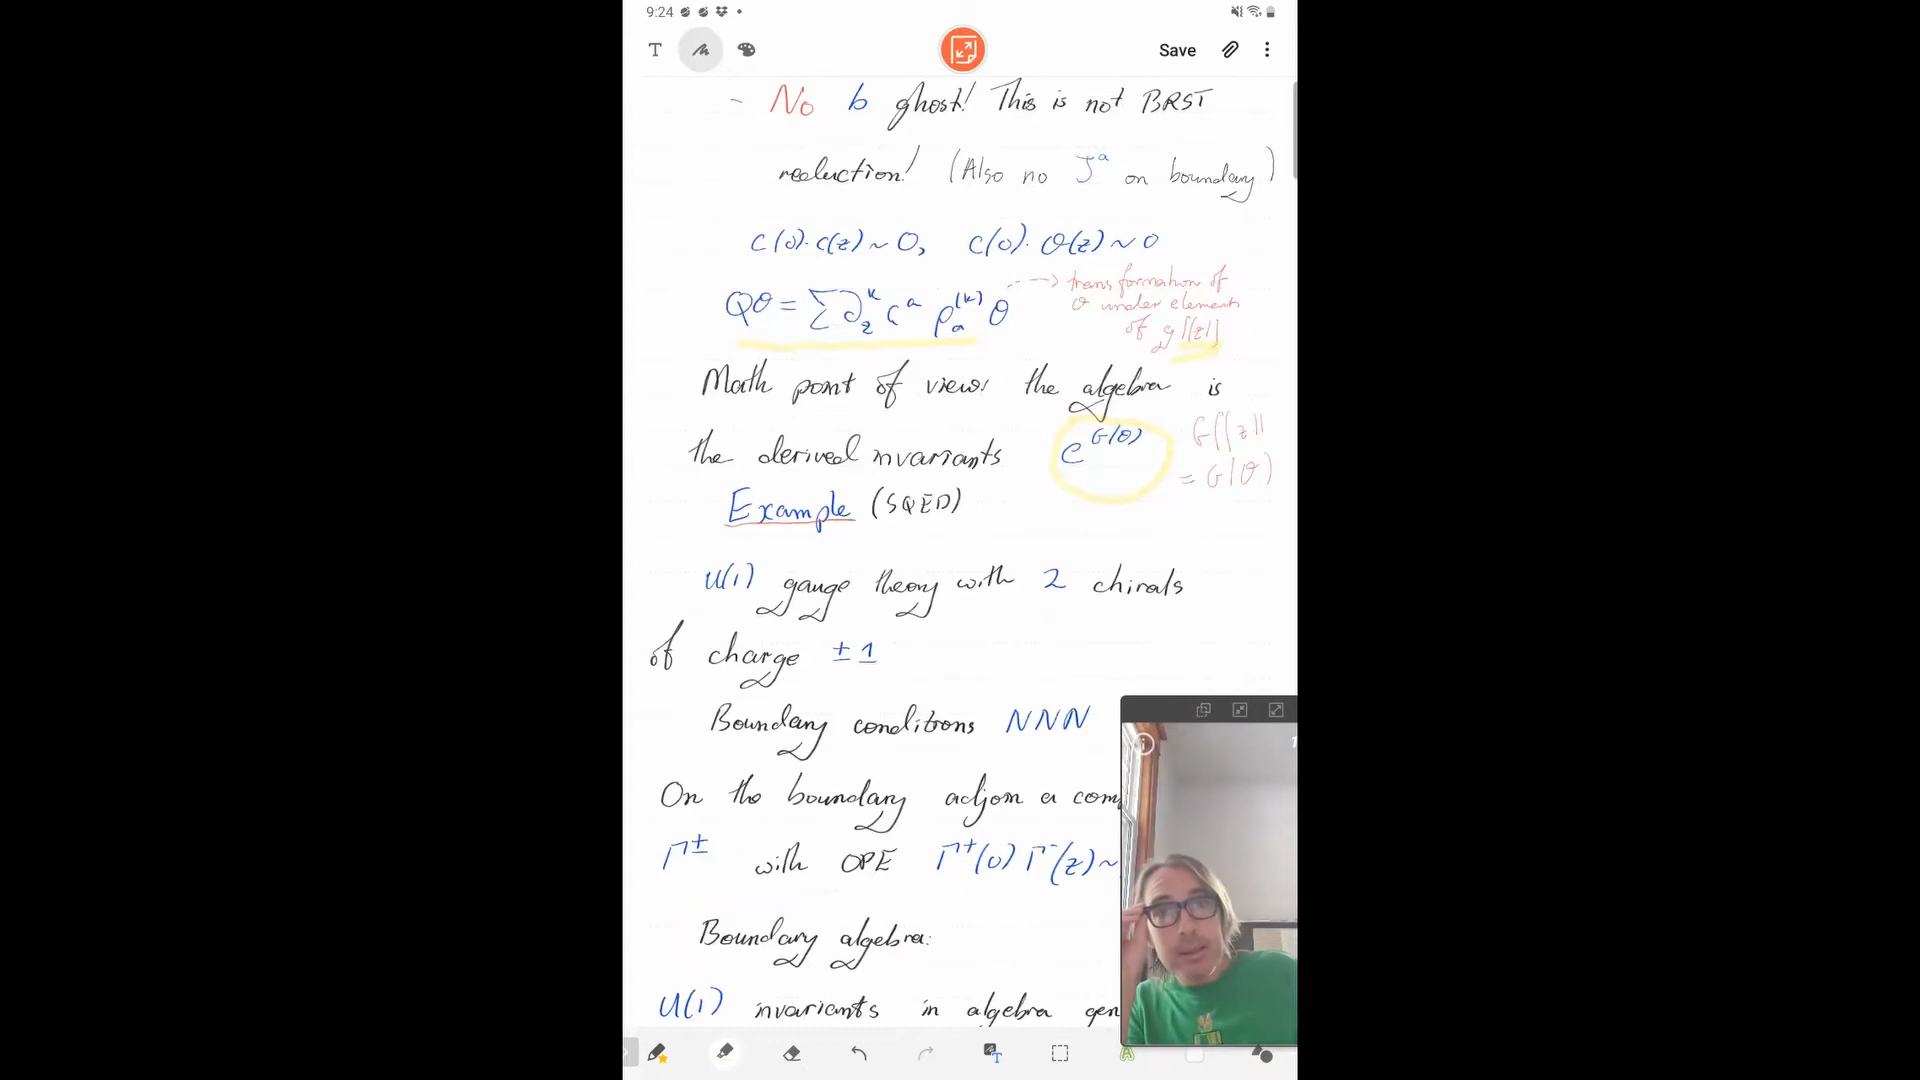 9:24
T
Save
- No b ghost! This is not BRST
reduction! (Also no J^a on boundary)
C(0)·C(z) ~ 0, C(0)·O(z) ~ 0
QO = Σ ∂_z^k C^a ρ_a^(k) O
---> transformation of
O under elements
of g[[z]]
Math point of view: the algebra is
the derived invariants e^G(O)
G[[z]]
= G(O)
Example (SQED)
U(1) gauge theory with 2 chirals
of charge ±1
Boundary conditions NNN
On the boundary adjoin a
Γ^± with OPE Γ^+(0) Γ^-(z) ~
Boundary algebra:
U(1) invariants in algebra